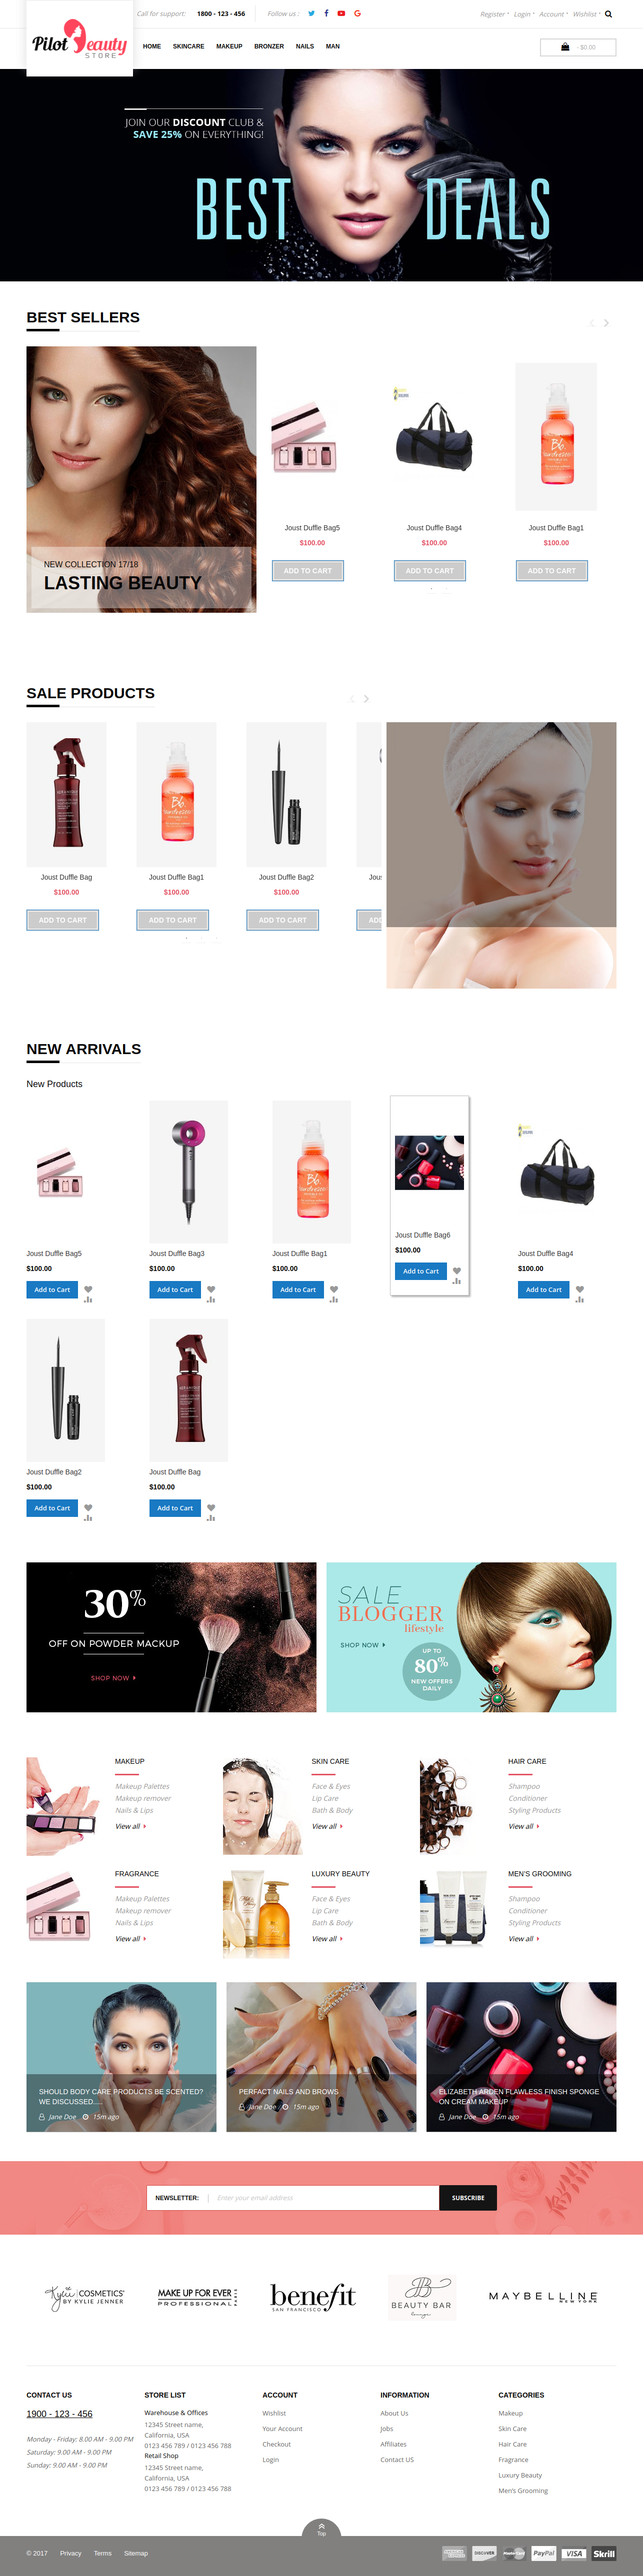 Call for support: 1800 - 123 - 456 Follow us :
Register Login Account Wishlist
Pilot Beauty
STORE
HOME SKINCARE MAKEUP BRONZER NAILS MAN
- $0.00
JOIN OUR DISCOUNT CLUB &
SAVE 25% ON EVERYTHING!
BEST DEALS
BEST SELLERS
NEW COLLECTION 17/18
LASTING BEAUTY
Joust Duffle Bag5 Joust Duffle Bag4 Joust Duffle Bag1
$100.00 $100.00 $100.00
ADD TO CART ADD TO CART ADD TO CART
SALE PRODUCTS
Joust Duffle Bag Joust Duffle Bag1 Joust Duffle Bag2 Jous
$100.00 $100.00 $100.00
ADD TO CART ADD TO CART ADD TO CART ADD
NEW ARRIVALS
New Products
Joust Duffle Bag5 Joust Duffle Bag3 Joust Duffle Bag1 Joust Duffle Bag6 Joust Duffle Bag4
$100.00 $100.00 $100.00 $100.00 $100.00
Add to Cart Add to Cart Add to Cart Add to Cart Add to Cart
Joust Duffle Bag2 Joust Duffle Bag
$100.00 $100.00
Add to Cart Add to Cart
30%
OFF ON POWDER MACKUP
SHOP NOW
SALE
BLOGGER
lifestyle
SHOP NOW
UP TO
80%
NEW OFFERS
DAILY
MAKEUP
Makeup Palettes
Makeup remover
Nails & Lips
View all
SKIN CARE
Face & Eyes
Lip Care
Bath & Body
View all
HAIR CARE
Shampoo
Conditioner
Styling Products
View all
FRAGRANCE
Makeup Palettes
Makeup remover
Nails & Lips
View all
LUXURY BEAUTY
Face & Eyes
Lip Care
Bath & Body
View all
MEN'S GROOMING
Shampoo
Conditioner
Styling Products
View all
SHOULD BODY CARE PRODUCTS BE SCENTED?
WE DISCUSSED.....
Jane Doe 15m ago
PERFACT NAILS AND BROWS
Jane Doe 15m ago
ELIZABETH ARDEN FLAWLESS FINISH SPONGE
ON CREAM MAKEUP
Jane Doe 15m ago
NEWSLETTER: Enter your email address SUBSCRIBE
Kylie COSMETICS
BY KYLIE JENNER
MAKE UP FOR EVER
PROFESSIONAL
benefit
SAN FRANCISCO
BEAUTY BAR
MAYBELLINE
NEW YORK
CONTACT US
1900 - 123 - 456
Monday - Friday: 8.00 AM - 9.00 PM
Saturday: 9.00 AM - 9.00 PM
Sunday: 9.00 AM - 9.00 PM
STORE LIST
Warehouse & Offices
12345 Street name,
California, USA
0123 456 789 / 0123 456 788
Retail Shop
12345 Street name,
California, USA
0123 456 789 / 0123 456 788
ACCOUNT
Wishlist
Your Account
Checkout
Login
INFORMATION
About Us
Jobs
Affiliates
Contact US
CATEGORIES
Makeup
Skin Care
Hair Care
Fragrance
Luxury Beauty
Men's Grooming
Top
© 2017 Privacy Terms Sitemap
DISCOVER MasterCard PayPal VISA Skrill